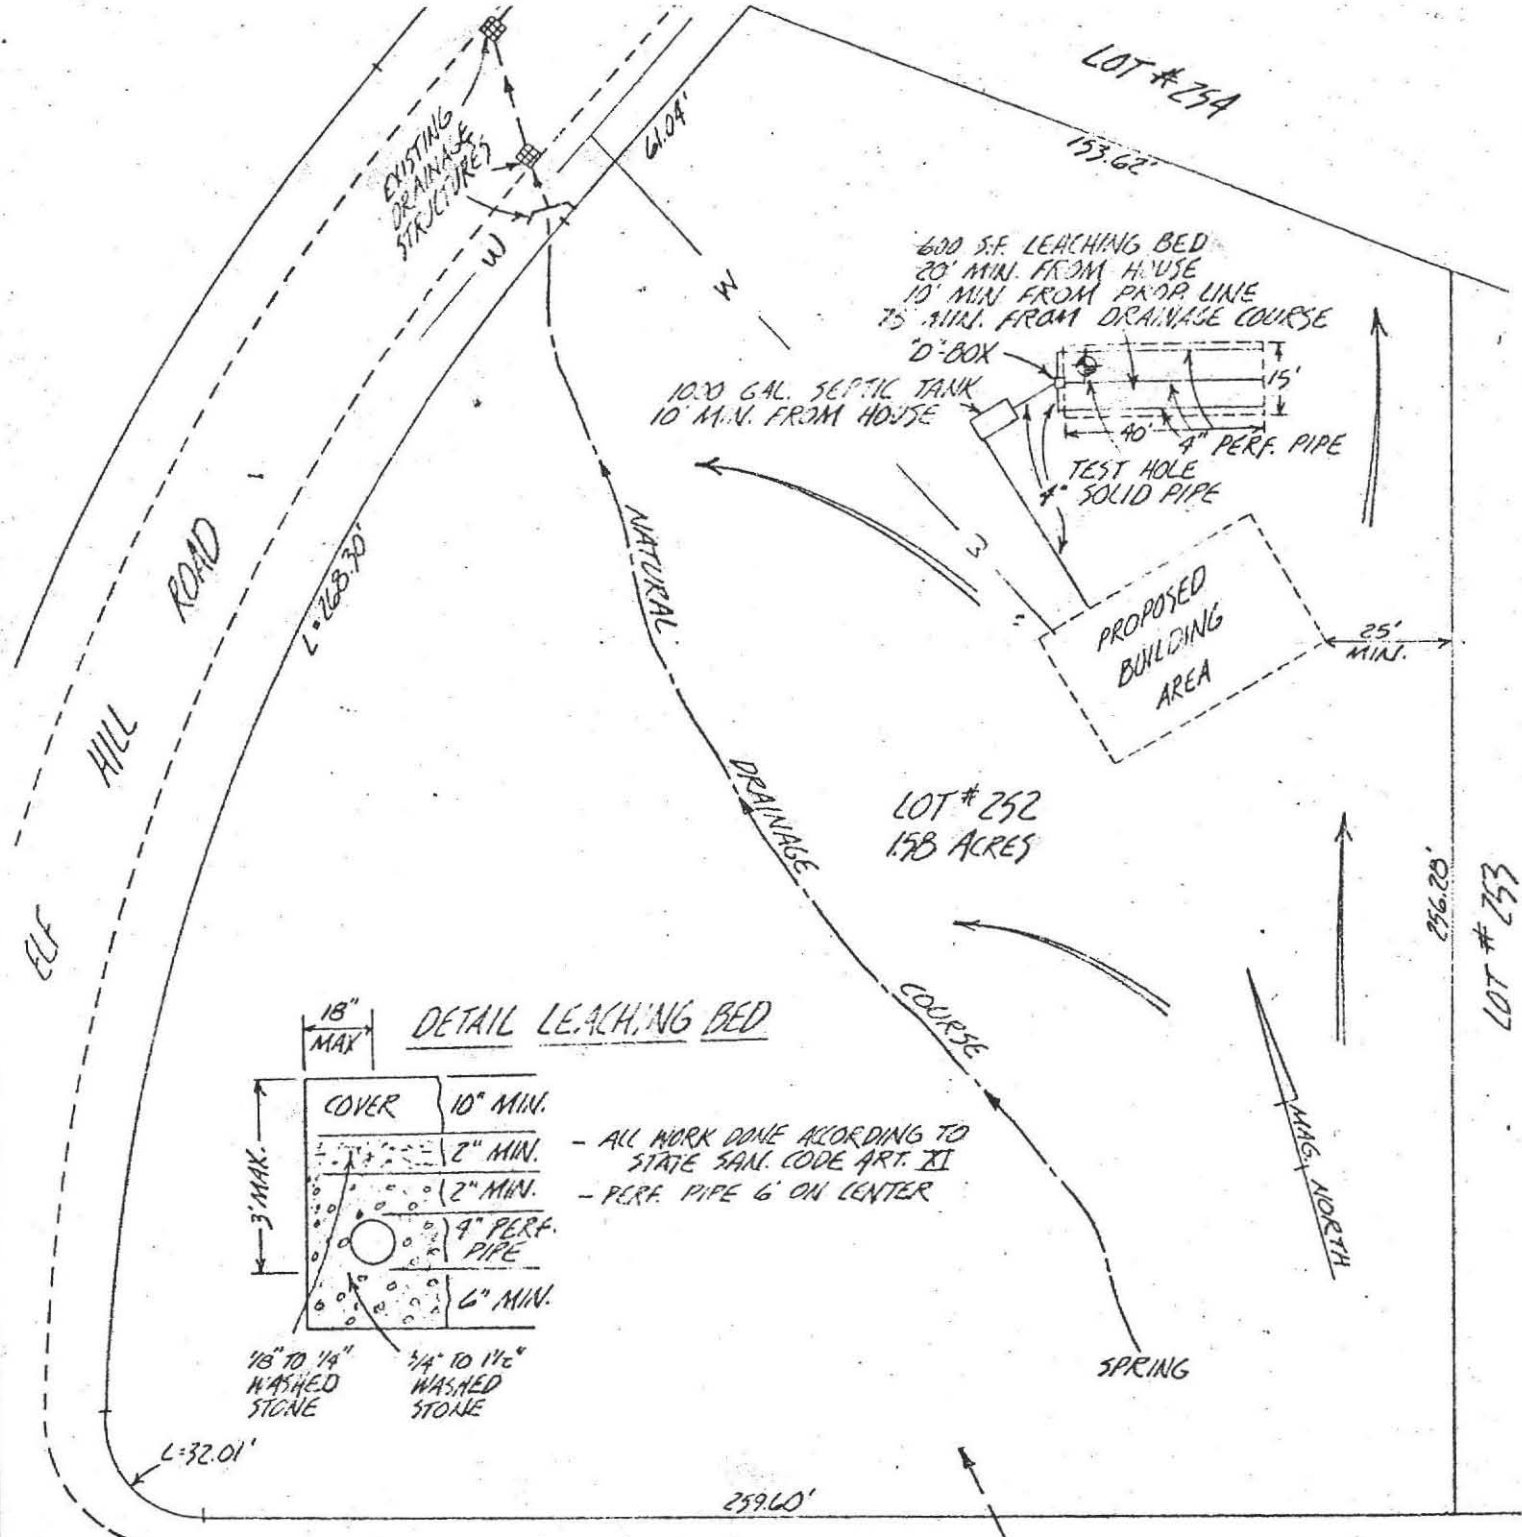 LOT # 254
153.62'
61.04'
EXISTING
DRAINAGE
STRUCTURES
W
W
600 S.F. LEACHING BED
20' MIN. FROM HOUSE
10' MIN FROM PROP. LINE
75' MIN. FROM DRAINAGE COURSE
"D"-BOX
1000 GAL. SEPTIC TANK
10' MIN. FROM HOUSE
15'
40'
4" PERF. PIPE
TEST HOLE
4" SOLID PIPE
W
PROPOSED
BUILDING
AREA
25'
MIN.
L=268.30'
ELF HILL ROAD
NATURAL DRAINAGE COURSE
LOT # 252
1.58 ACRES
256.28'
LOT # 253
MAG. NORTH
SPRING
DETAIL LEACHING BED
18"
MAX
COVER
10" MIN.
2" MIN.
2" MIN.
4" PERF.
PIPE
6" MIN.
3' MAX.
- ALL WORK DONE ACCORDING TO
STATE SAN. CODE ART. XI
- PERF. PIPE 6' ON CENTER
1/8" TO 1/4"
WASHED
STONE
3/4" TO 1 1/2"
WASHED
STONE
L=32.01'
259.60'